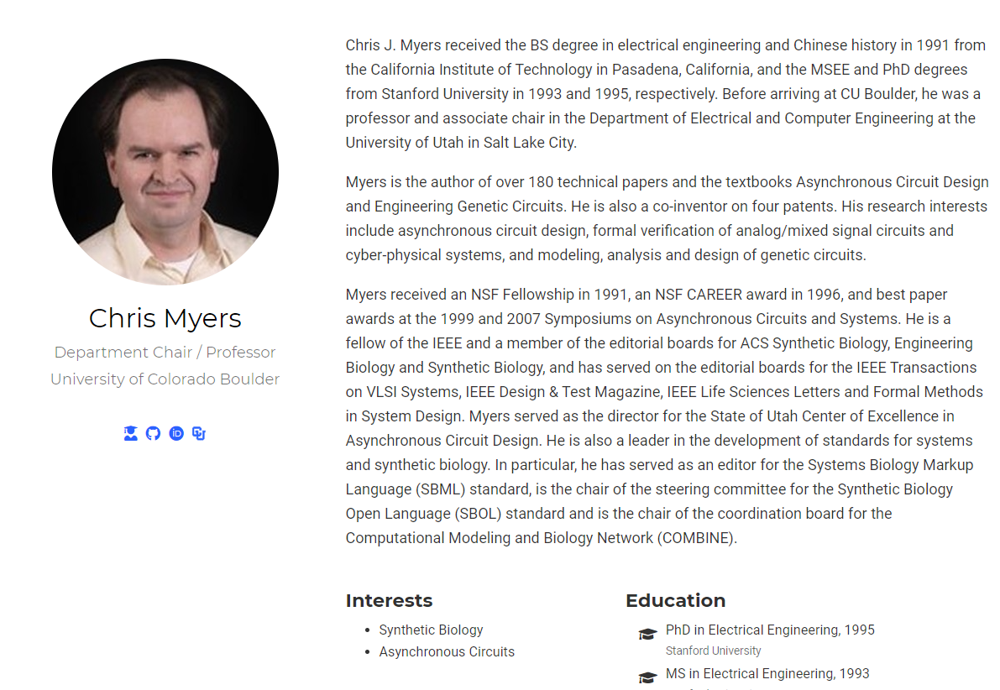 Chris J. Myers received the BS degree in electrical engineering and Chinese history in 1991 from
the California Institute of Technology in Pasadena, California, and the MSEE and PhD degrees
from Stanford University in 1993 and 1995, respectively. Before arriving at CU Boulder, he was a
professor and associate chair in the Department of Electrical and Computer Engineering at the
University of Utah in Salt Lake City.
Myers is the author of over 180 technical papers and the textbooks Asynchronous Circuit Design
and Engineering Genetic Circuits. He is also a co-inventor on four patents. His research interests
include asynchronous circuit design, formal verification of analog/mixed signal circuits and
cyber-physical systems, and modeling, analysis and design of genetic circuits.
Myers received an NSF Fellowship in 1991, an NSF CAREER award in 1996, and best paper
awards at the 1999 and 2007 Symposiums on Asynchronous Circuits and Systems. He is a
fellow of the IEEE and a member of the editorial boards for ACS Synthetic Biology, Engineering
Biology and Synthetic Biology, and has served on the editorial boards for the IEEE Transactions
on VLSI Systems, IEEE Design & Test Magazine, IEEE Life Sciences Letters and Formal Methods
in System Design. Myers served as the director for the State of Utah Center of Excellence in
Asynchronous Circuit Design. He is also a leader in the development of standards for systems
and synthetic biology. In particular, he has served as an editor for the Systems Biology Markup
Language (SBML) standard, is the chair of the steering committee for the Synthetic Biology
Open Language (SBOL) standard and is the chair of the coordination board for the
Computational Modeling and Biology Network (COMBINE).
Chris Myers
Department Chair / Professor
University of Colorado Boulder
iD
Interests
Synthetic Biology
Asynchronous Circuits
Education
PhD in Electrical Engineering, 1995
Stanford University
MS in Electrical Engineering, 1993